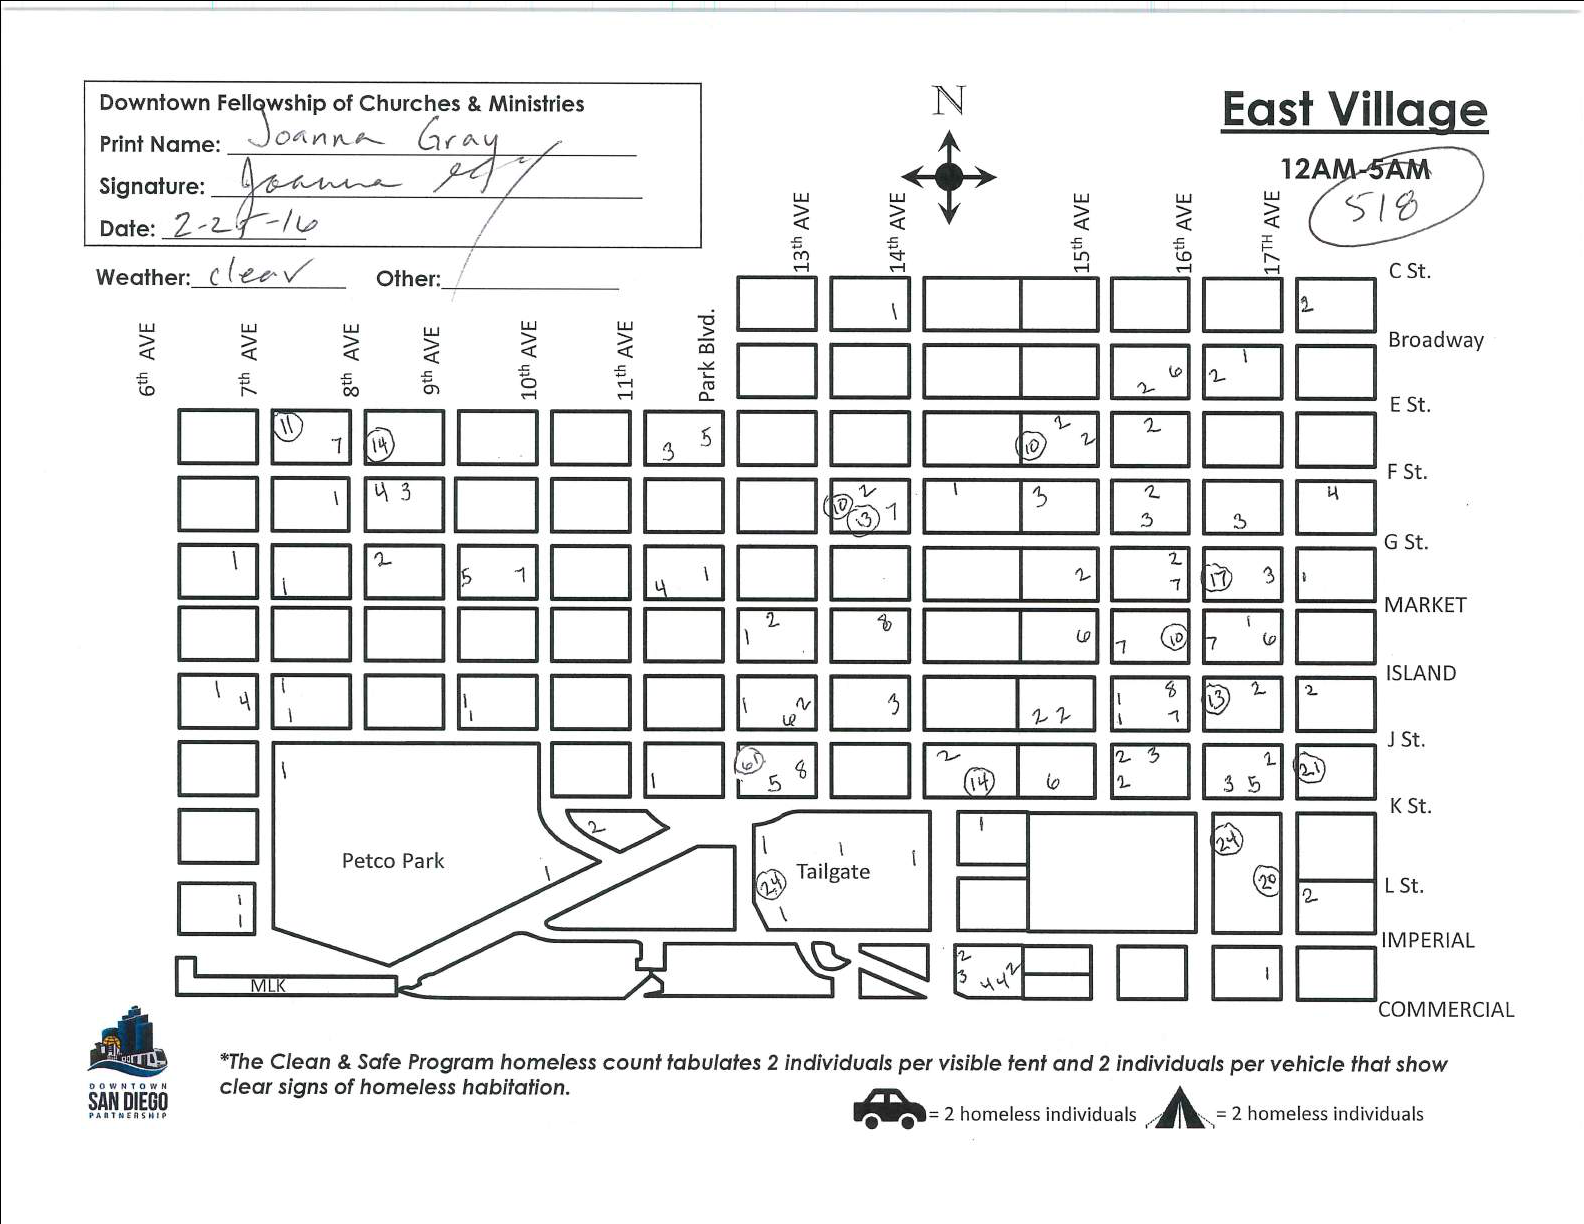 Downtown Fellowship of Churches & Ministries
Print Name: Joanna Gray
Signature: Joanna
Date: 2-25-16
Weather: clear Other:
N
East Village
12AM-5AM
518
13th AVE 14th AVE 15th AVE 16th AVE 17TH AVE
C St.
1 2
Broadway
6th AVE 7th AVE 8th AVE 9th AVE 10th AVE 11th AVE Park Blvd.
2 6 2 1
E St.
11 7 14 3 5 10 2 2 2
F St.
1 4 3 10 2 13 7 1 3 2 3 3 4
G St.
1 1 2 5 7 4 1 2 2 7 17 3 1
MARKET
1 2 8 6 7 10 7 1 6
ISLAND
1 4 1 1 1 1 1 6 2 3 2 2 1 1 8 7 13 2 2
J St.
1 1 61 5 8 2 14 6 2 3 2 3 5 2 21
K St.
2 1 24
Petco Park 1 1 1 1 Tailgate 24 1 20
L St.
1 1 2
IMPERIAL
MLK 2 3 4 4 2 1
COMMERCIAL
DOWNTOWN
SAN DIEGO
PARTNERSHIP
*The Clean & Safe Program homeless count tabulates 2 individuals per visible tent and 2 individuals per vehicle that show
clear signs of homeless habitation.
= 2 homeless individuals = 2 homeless individuals